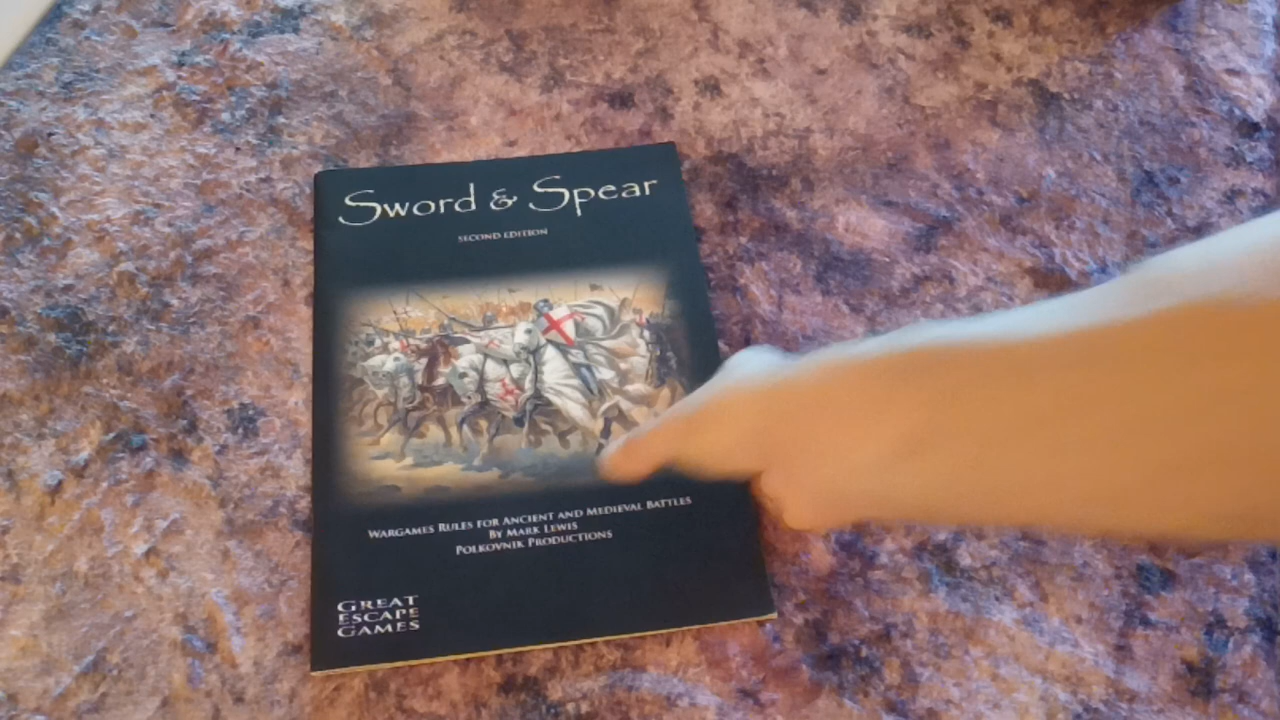 Sword & Spear
SECOND EDITION
WARGAMES RULES FOR ANCIENT AND MEDIEVAL BATTLES
BY MARK LEWIS
POLKOVNIK PRODUCTIONS
GREAT
ESCAPE
GAMES